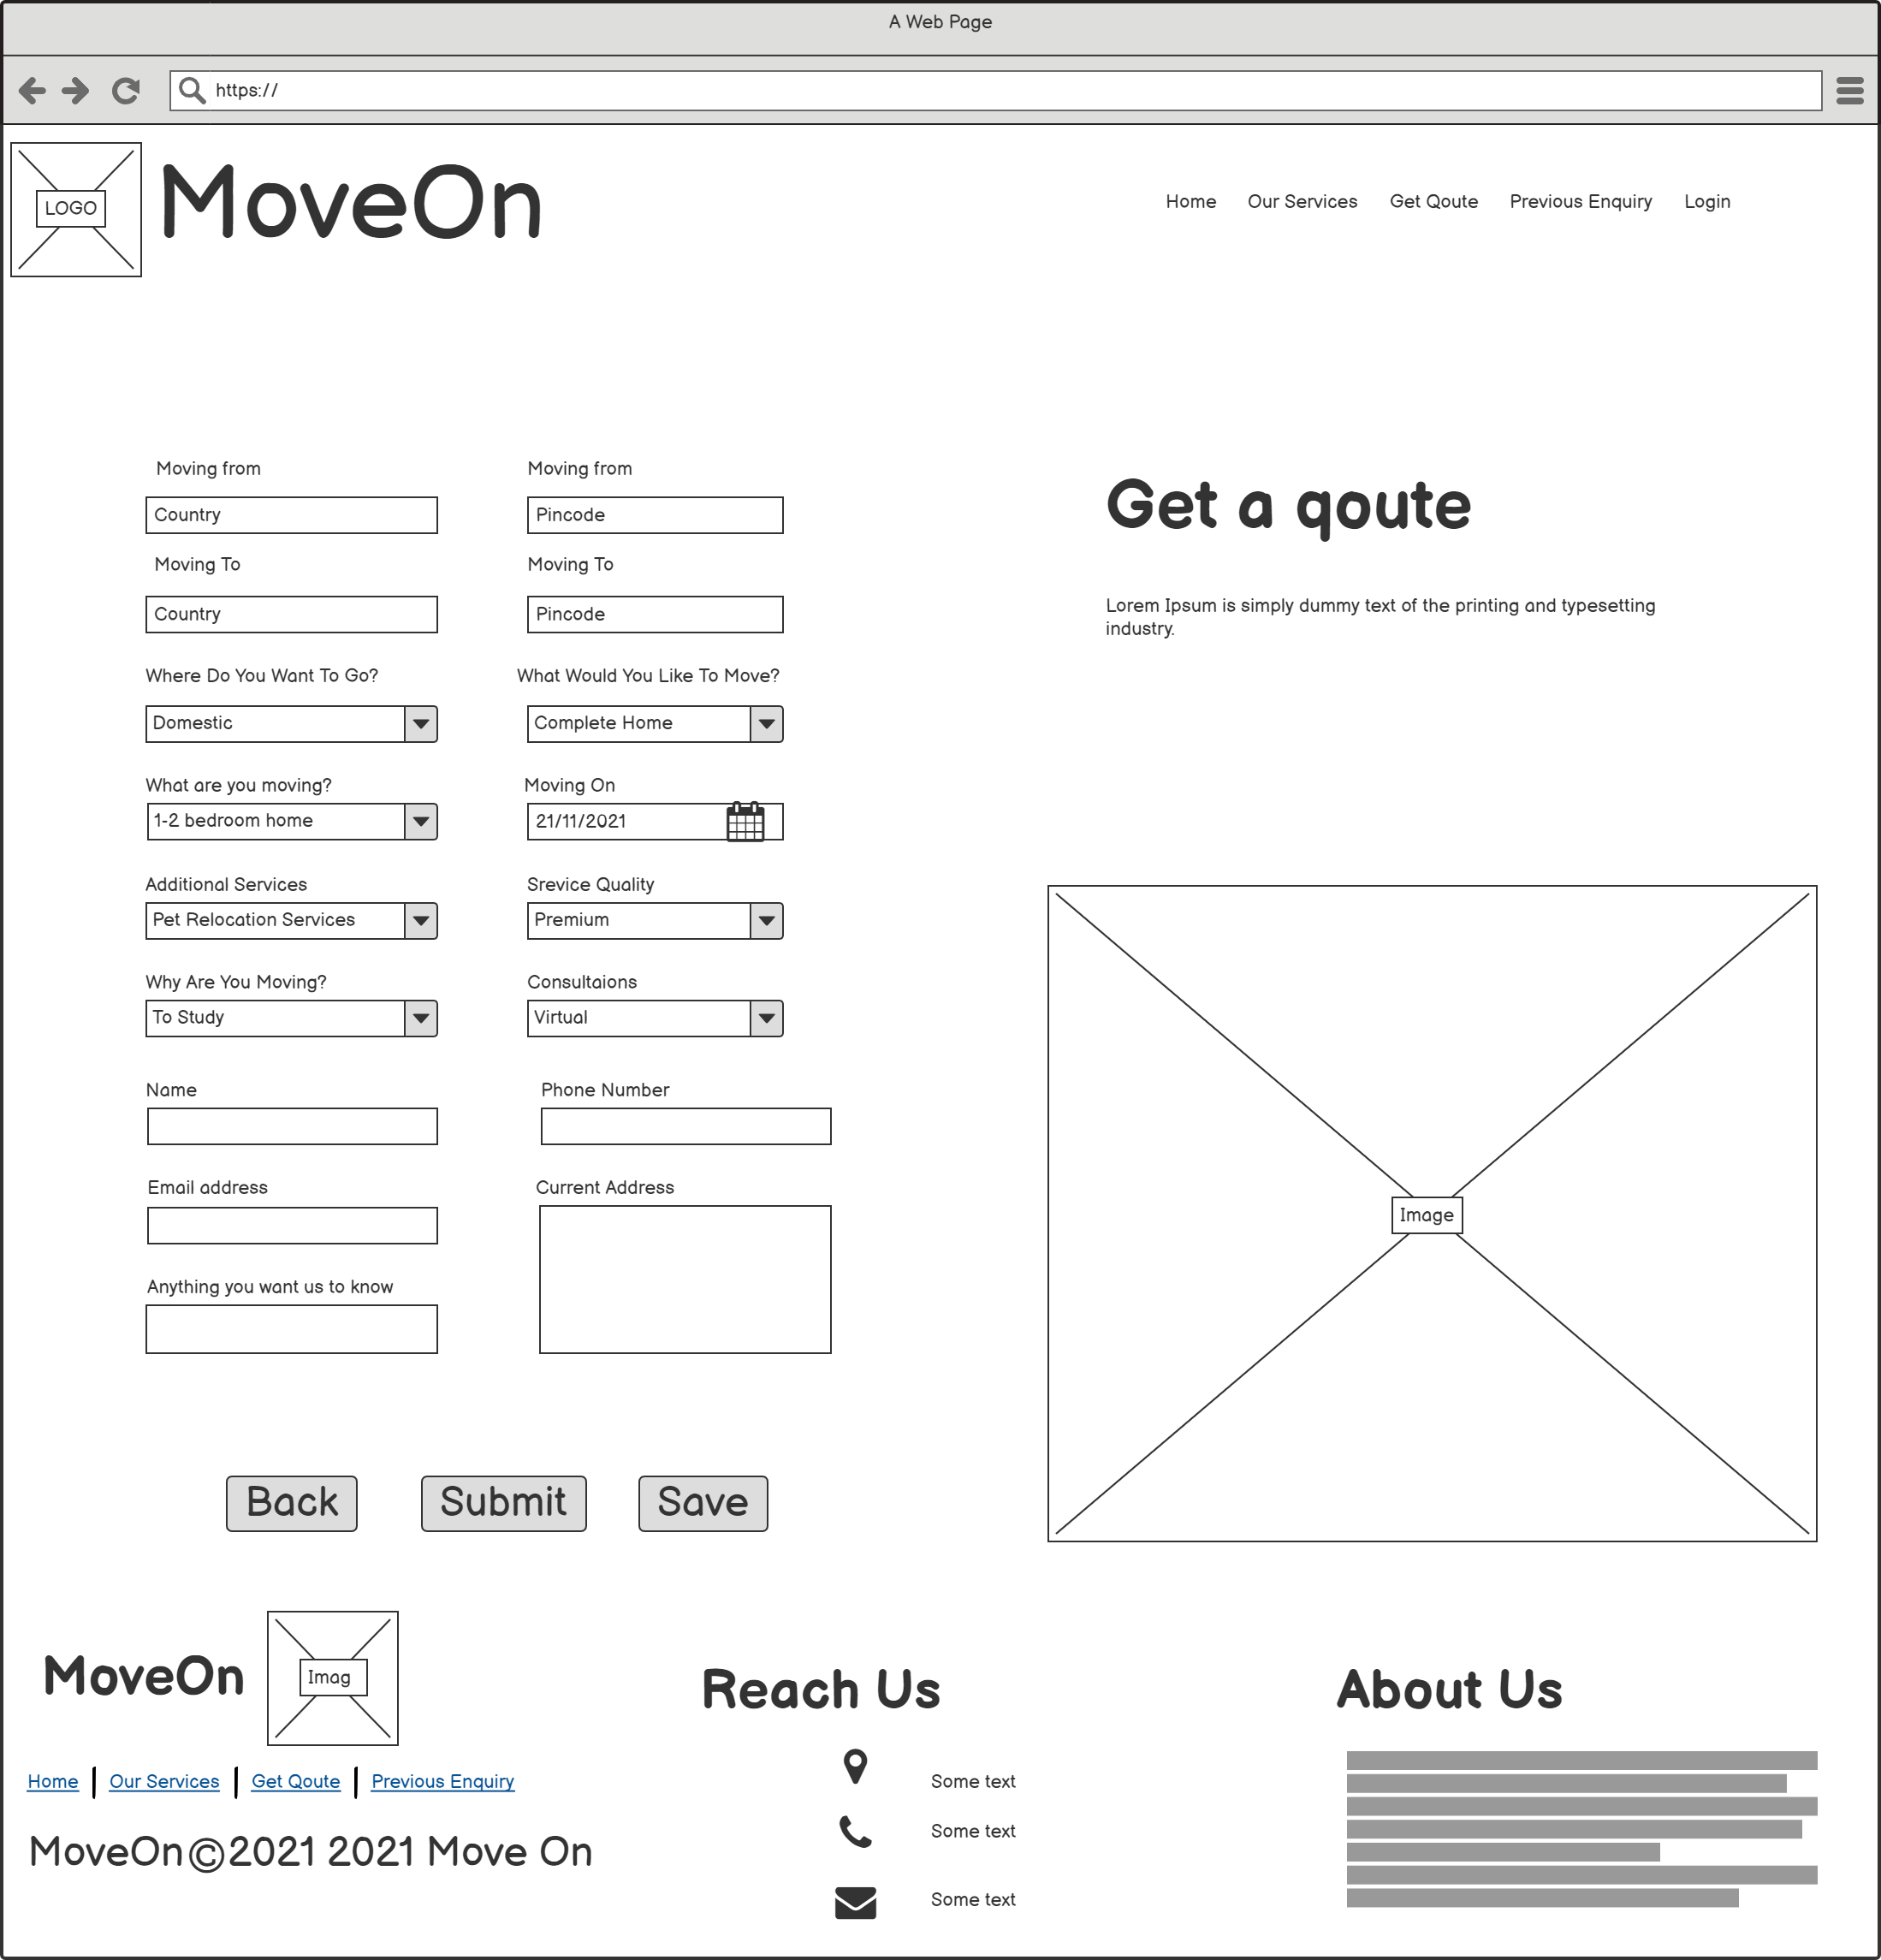 A Web Page
https://
LOGO
MoveOn
Home Our Services Get Qoute Previous Enquiry Login
Moving from Moving from
Country Pincode
Moving To Moving To
Country Pincode
Where Do You Want To Go? What Would You Like To Move?
Domestic Complete Home
What are you moving? Moving On
1-2 bedroom home 21/11/2021
Additional Services Srevice Quality
Pet Relocation Services Premium
Why Are You Moving? Consultaions
To Study Virtual
Name Phone Number
Email address Current Address
Anything you want us to know
Back Submit Save
Get a qoute
Lorem Ipsum is simply dummy text of the printing and typesetting
industry.
Image
MoveOn
Imag
Home Our Services Get Qoute Previous Enquiry
MoveOn©2021 2021 Move On
Reach Us
Some text
Some text
Some text
About Us